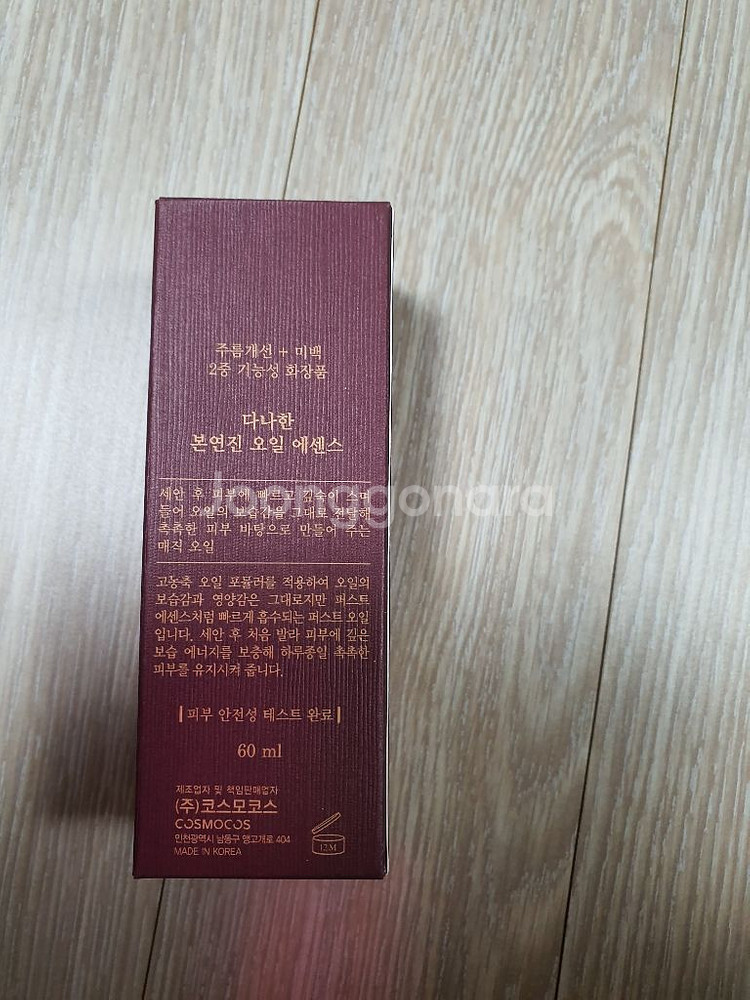 주름개선 + 미백
2중 기능성 화장품
다나한
본연진 오일 에센스
세안 후 피부에 빠르고 깊숙이 스며
들어 오일의 보습감을 그대로 전달해
촉촉한 피부 바탕으로 만들어 주는
매직 오일
Joonggonara
고농축 오일 포뮬러를 적용하여 오일의
보습감과 영양감은 그대로지만 퍼스트
에센스처럼 빠르게 흡수되는 퍼스트 오일
입니다. 세안 후 처음 발라 피부에 깊은
보습 에너지를 보충해 하루종일 촉촉한
피부를 유지시켜 줍니다.
피부 안전성 테스트 완료
60 ml
제조업자 및 책임판매업자
(주)코스모코스
COSMOCOS
인천광역시 남동구 앵고개로 404
MADE IN KOREA
12M